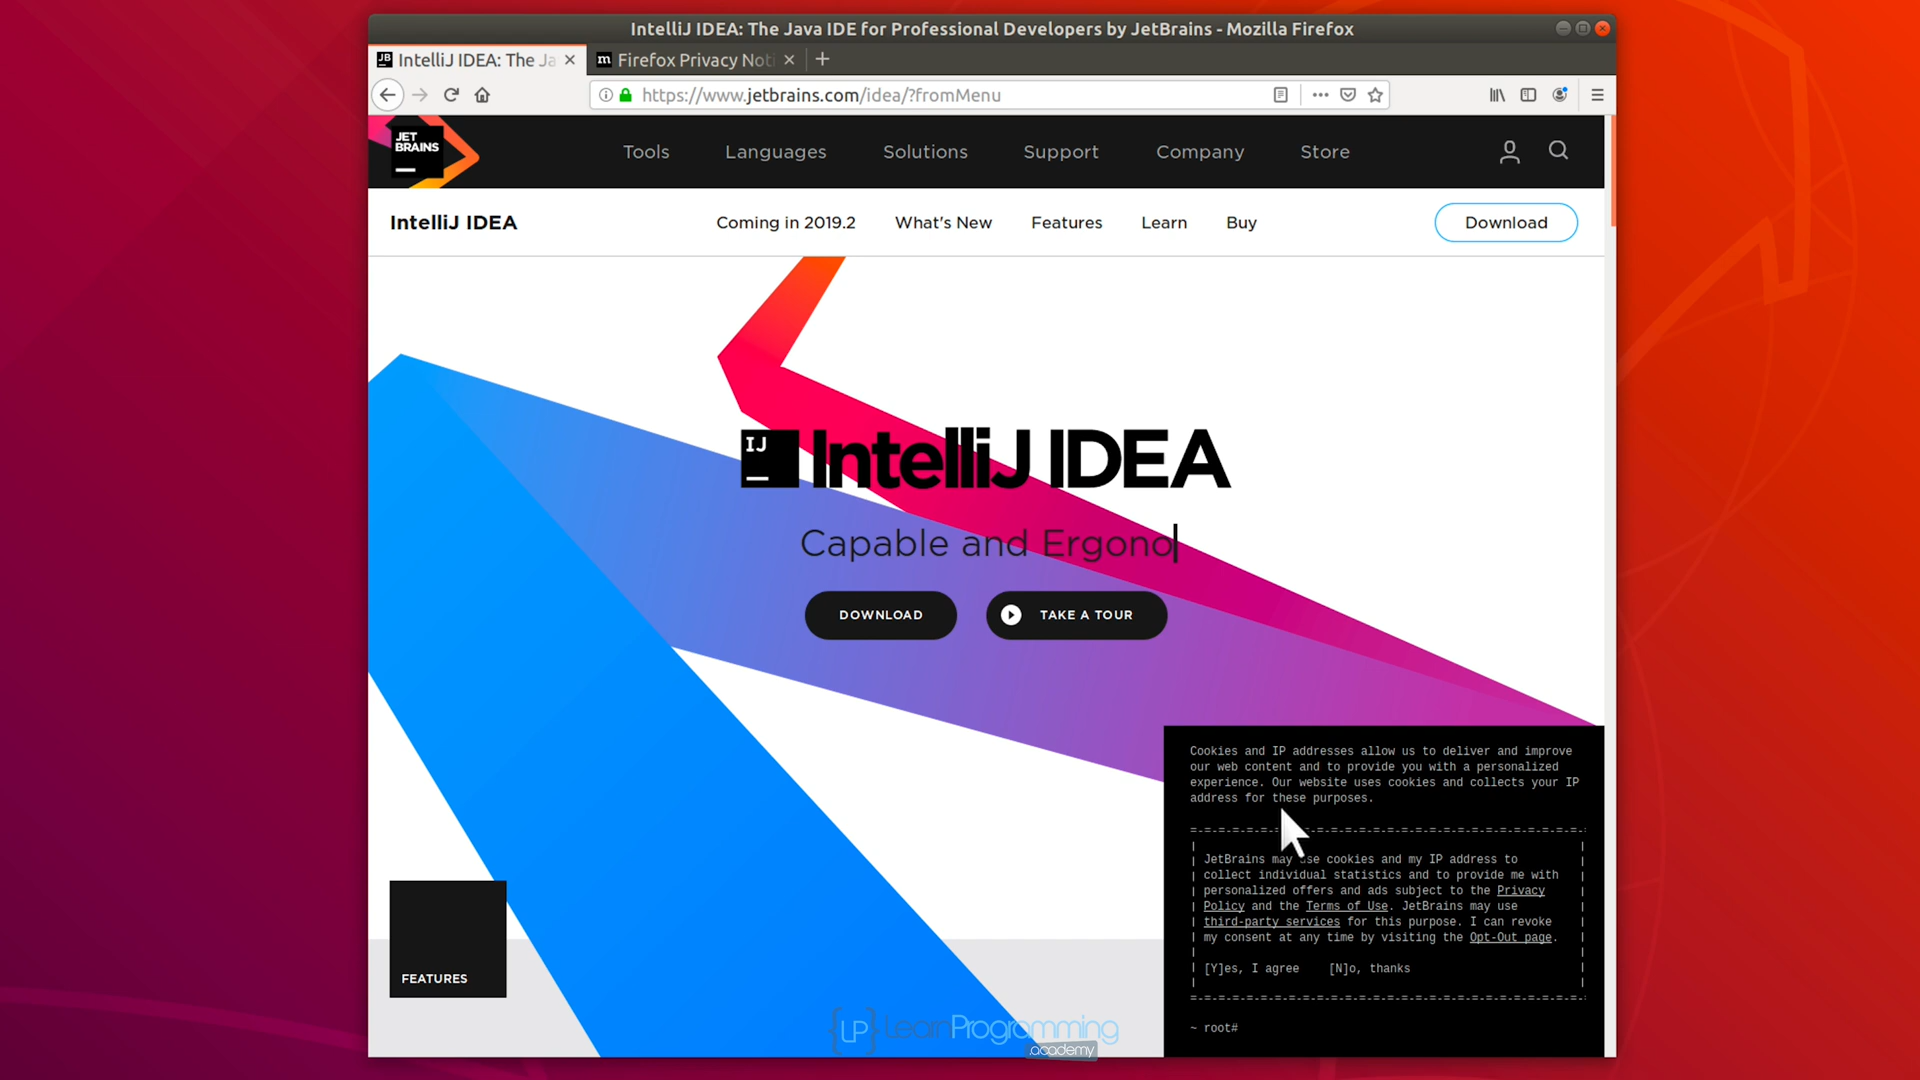 IntelliJ IDEA: The Java IDE for Professional Developers by JetBrains - Mozilla Firefox
IntelliJ IDEA: The Ja
Firefox Privacy Noti
https://www.jetbrains.com/idea/?fromMenu
JET
BRAINS
Tools Languages Solutions Support Company Store
IntelliJ IDEA
Coming in 2019.2 What's New Features Learn Buy
Download
IJ IntelliJ IDEA
Capable and Ergono
DOWNLOAD
TAKE A TOUR
Cookies and IP addresses allow us to deliver and improve
our web content and to provide you with a personalized
experience. Our website uses cookies and collects your IP
address for these purposes.
JetBrains may use cookies and my IP address to
collect individual statistics and to provide me with
personalized offers and ads subject to the Privacy
Policy and the Terms of Use. JetBrains may use
third-party services for this purpose. I can revoke
my consent at any time by visiting the Opt-Out page.
[Y]es, I agree [N]o, thanks
~ root#
FEATURES
{LP} LearnProgramming
.academy